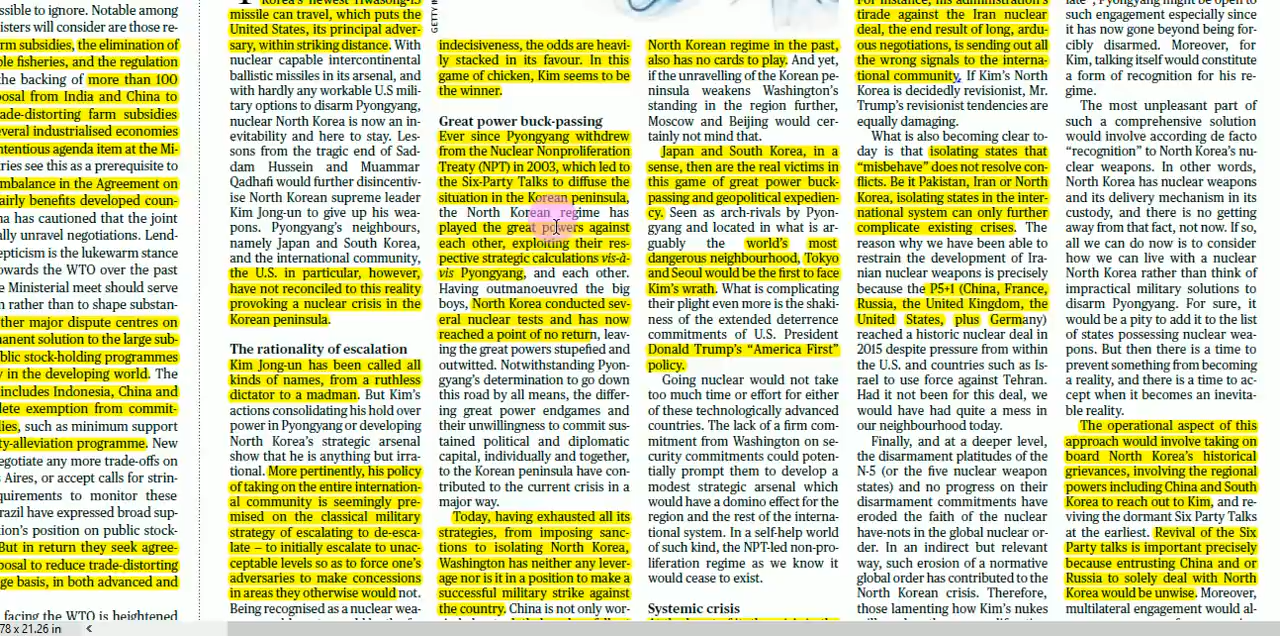 ignore. Notable among
isters will consider are those re-
rm subsidies, the elimination of
ble fisheries, and the regulation
the backing of more than 100
posal from India and China to
ade-distorting farm subsidies
everal industrialised economies
ntentious agenda item at the Mi-
ries see this as a prerequisite to
mbalance in the Agreement on
airly benefits developed coun-
na has cautioned that the joint
ally unravel negotiations. Lend-
epticism is the lukewarm stance
owards the WTO over the past
e Ministerial meet should serve
n rather than to shape substan-
ther major dispute centres on
manent solution to the large sub-
blic stock-holding programmes
y in the developing world. The
includes Indonesia, China and
lete exemption from commit-
lies, such as minimum support
ty-alleviation programme. New
negotiate any more trade-offs on
Aires, or accept calls for strin-
quirements to monitor these
razil have expressed broad sup-
tion's position on public stock-
But in return they seek agree-
posal to reduce trade-distorting
ge basis, in both advanced and
facing the WTO is heightened
missile can travel, which puts the
United States, its principal adver-
sary, within striking distance. With
nuclear capable intercontinental
ballistic missiles in its arsenal, and
with hardly any workable U.S mili-
tary options to disarm Pyongyang,
nuclear North Korea is now an in-
evitability and here to stay. Les-
sons from the tragic end of Sad-
dam Hussein and Muammar
Qadhafi would further disincentiv-
ise North Korean supreme leader
Kim Jong-un to give up his wea-
pons. Pyongyang's neighbours,
namely Japan and South Korea,
and the international community,
the U.S. in particular, however,
have not reconciled to this reality
provoking a nuclear crisis in the
Korean peninsula.
The rationality of escalation
Kim Jong-un has been called all
kinds of names, from a ruthless
dictator to a madman. But Kim's
actions consolidating his hold over
power in Pyongyang or developing
North Korea's strategic arsenal
show that he is anything but irra-
tional. More pertinently, his policy
of taking on the entire internation-
al community is seemingly pre-
mised on the classical military
strategy of escalating to de-esca-
late – to initially escalate to unac-
ceptable levels so as to force one's
adversaries to make concessions
in areas they otherwise would not.
Being recognised as a nuclear wea-
indecisiveness, the odds are heavi-
ly stacked in its favour. In this
game of chicken, Kim seems to be
the winner.
Great power buck-passing
Ever since Pyongyang withdrew
from the Nuclear Nonproliferation
Treaty (NPT) in 2003, which led to
the Six-Party Talks to diffuse the
situation in the Korean peninsula,
the North Korean regime has
played the great powers against
each other, exploiting their res-
pective strategic calculations vis-à-
vis Pyongyang, and each other.
Having outmanoeuvred the big
boys, North Korea conducted sev-
eral nuclear tests and has now
reached a point of no return, leav-
ing the great powers stupefied and
outwitted. Notwithstanding Pyon-
gyang's determination to go down
this road by all means, the differ-
ing great power endgames and
their unwillingness to commit sus-
tained political and diplomatic
capital, individually and together,
to the Korean peninsula have con-
tributed to the current crisis in a
major way.
Today, having exhausted all its
strategies, from imposing sanc-
tions to isolating North Korea,
Washington has neither any lever-
age nor is it in a position to make a
successful military strike against
the country. China is not only wor-
North Korean regime in the past,
also has no cards to play. And yet,
if the unravelling of the Korean pe-
ninsula weakens Washington's
standing in the region further,
Moscow and Beijing would cer-
tainly not mind that.
Japan and South Korea, in a
sense, then are the real victims in
this game of great power buck-
passing and geopolitical expedien-
cy. Seen as arch-rivals by Pyon-
gyang and located in what is ar-
guably the world's most
dangerous neighbourhood, Tokyo
and Seoul would be the first to face
Kim's wrath. What is complicating
their plight even more is the shaki-
ness of the extended deterrence
commitments of U.S. President
Donald Trump's “America First”
policy.
Going nuclear would not take
too much time or effort for either
of these technologically advanced
countries. The lack of a firm com-
mitment from Washington on se-
curity commitments could poten-
tially prompt them to develop a
modest strategic arsenal which
would have a domino effect for the
region and the rest of the interna-
tional system. In a self-help world
of such kind, the NPT-led non-pro-
liferation regime as we know it
would cease to exist.
Systemic crisis
For instance, his administration's
tirade against the Iran nuclear
deal, the end result of long, ardu-
ous negotiations, is sending out all
the wrong signals to the interna-
tional community. If Kim's North
Korea is decidedly revisionist, Mr.
Trump's revisionist tendencies are
equally damaging.
What is also becoming clear to-
day is that isolating states that
“misbehave” does not resolve con-
flicts. Be it Pakistan, Iran or North
Korea, isolating states in the inter-
national system can only further
complicate existing crises. The
reason why we have been able to
restrain the development of Ira-
nian nuclear weapons is precisely
because the P5+1 (China, France,
Russia, the United Kingdom, the
United States, plus Germany)
reached a historic nuclear deal in
2015 despite pressure from within
the U.S. and countries such as Is-
rael to use force against Tehran.
Had it not been for this deal, we
would have had quite a mess in
our neighbourhood today.
Finally, and at a deeper level,
the disarmament platitudes of the
N-5 (or the five nuclear weapon
states) and no progress on their
disarmament commitments have
eroded the faith of the nuclear
have-nots in the global nuclear or-
der. In an indirect but relevant
way, such erosion of a normative
global order has contributed to the
North Korean crisis. Therefore,
those lamenting how Kim's nukes
such engagement especially since
it has now gone beyond being for-
cibly disarmed. Moreover, for
Kim, talking itself would constitute
a form of recognition for his re-
gime.
The most unpleasant part of
such a comprehensive solution
would involve according de facto
“recognition” to North Korea's nu-
clear weapons. In other words,
North Korea has nuclear weapons
and its delivery mechanism in its
custody, and there is no getting
away from that fact, not now. If so,
all we can do now is to consider
how we can live with a nuclear
North Korea rather than think of
impractical military solutions to
disarm Pyongyang. For sure, it
would be a pity to add it to the list
of states possessing nuclear wea-
pons. But then there is a time to
prevent something from becoming
a reality, and there is a time to ac-
cept when it becomes an inevita-
ble reality.
The operational aspect of this
approach would involve taking on
board North Korea's historical
grievances, involving the regional
powers including China and South
Korea to reach out to Kim, and re-
viving the dormant Six Party Talks
at the earliest. Revival of the Six
Party talks is important precisely
because entrusting China and or
Russia to solely deal with North
Korea would be unwise. Moreover,
multilateral engagement would al-
78 x 21.26 in